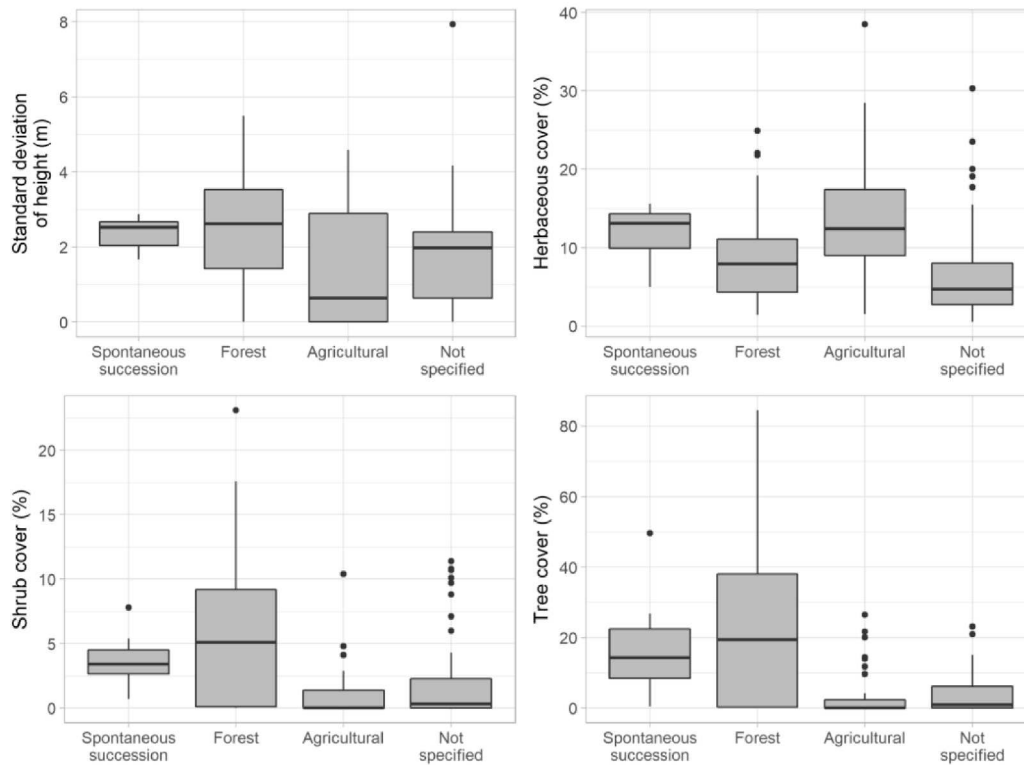 Standard deviation
of height (m)
8
6
4
2
0
Spontaneous
succession
Forest
Agricultural
Not
specified
Herbaceous cover (%)
40
30
20
10
0
Spontaneous
succession
Forest
Agricultural
Not
specified
Shrub cover (%)
20
15
10
5
0
Spontaneous
succession
Forest
Agricultural
Not
specified
Tree cover (%)
80
60
40
20
0
Spontaneous
succession
Forest
Agricultural
Not
specified